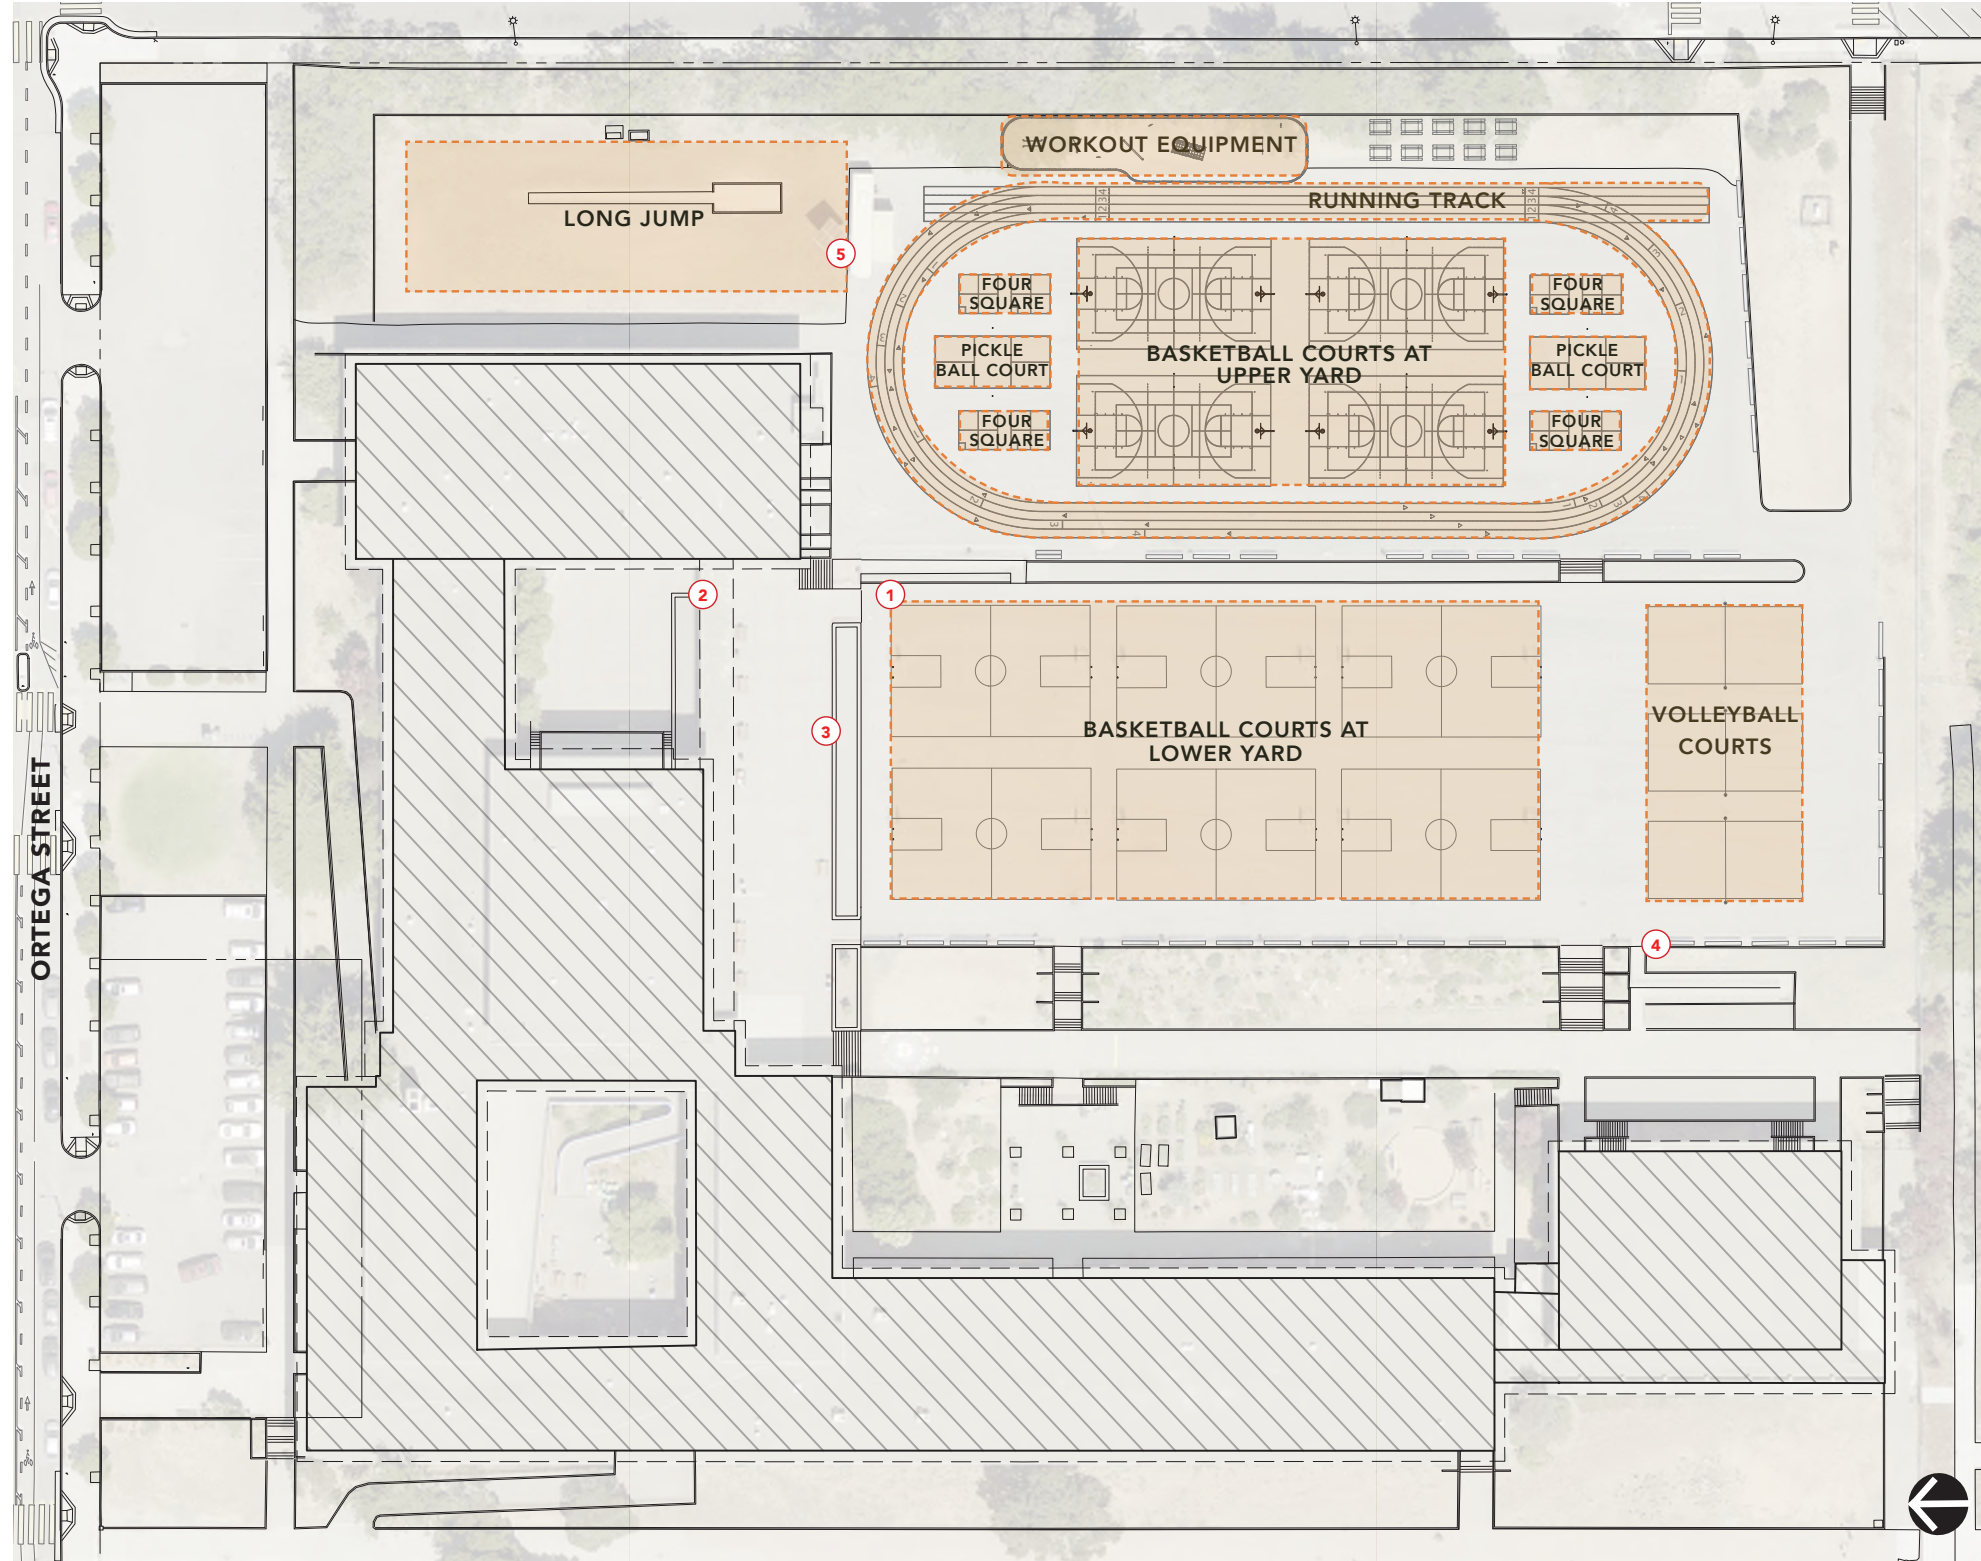 WORKOUT EQUIPMENT
RUNNING TRACK
LONG JUMP
5
FOUR
SQUARE
FOUR
SQUARE
PICKLE
BALL COURT
BASKETBALL COURTS AT
UPPER YARD
PICKLE
BALL COURT
FOUR
SQUARE
FOUR
SQUARE
2
1
3
BASKETBALL COURTS AT
LOWER YARD
VOLLEYBALL
COURTS
ORTEGA STREET
4